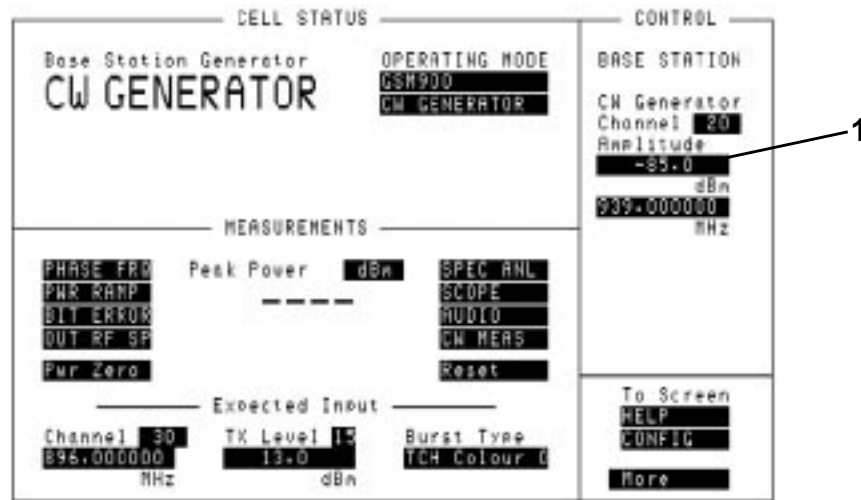 CELL STATUS
Base Station Generator
CW GENERATOR
OPERATING MODE
GSM900
CW GENERATOR
CONTROL
BASE STATION
CW Generator
Channel 20
Amplitude
-85.0
dBm
939.000000
MHz
1
MEASUREMENTS
PHASE FRQ
PWR RAMP
BIT ERROR
OUT RF SP
Pwr Zero
Peak Power dBm
----
SPEC ANL
SCOPE
AUDIO
CW MEAS
Reset
Expected Input
Channel 30
896.000000
MHz
TX Level 15
13.0
dBm
Burst Type
TCH Colour 0
To Screen
HELP
CONFIG
More